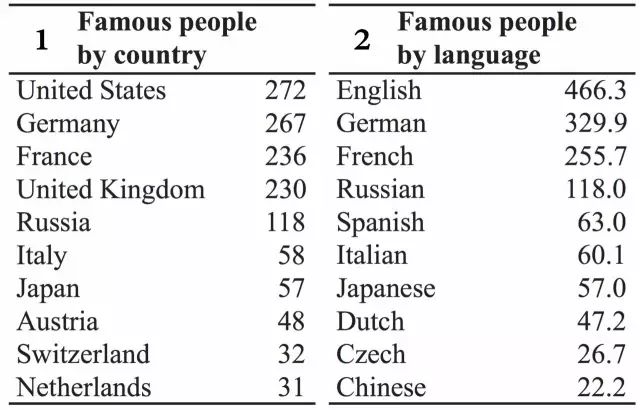 1 Famous people by country
United States 272
Germany 267
France 236
United Kingdom 230
Russia 118
Italy 58
Japan 57
Austria 48
Switzerland 32
Netherlands 31
2 Famous people by language
English 466.3
German 329.9
French 255.7
Russian 118.0
Spanish 63.0
Italian 60.1
Japanese 57.0
Dutch 47.2
Czech 26.7
Chinese 22.2